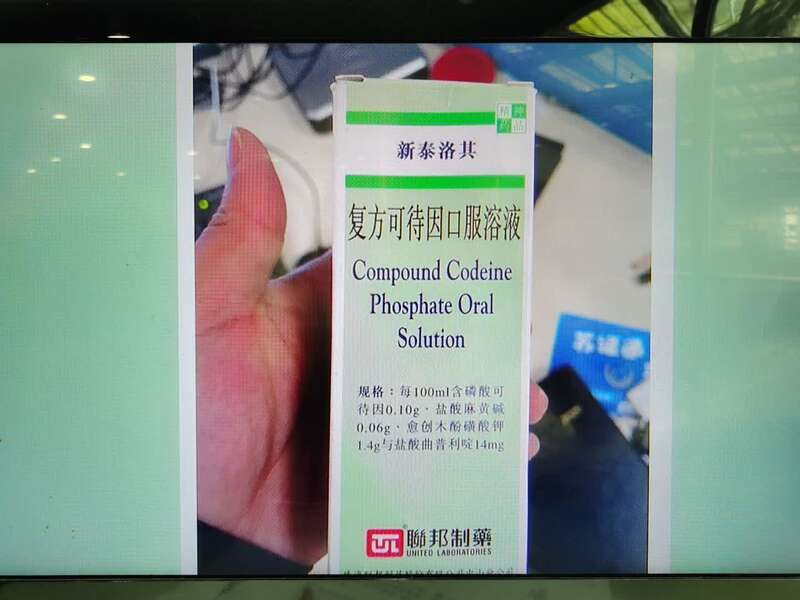 精神
药品
新泰洛其
复方可待因口服溶液
Compound Codeine
Phosphate Oral
Solution
规格：每100ml含磷酸可
待因0.10g、盐酸麻黄碱
0.06g、愈创木酚磺酸钾
1.4g与盐酸曲普利啶14mg
聯邦制藥
UNITED LABORATORIES